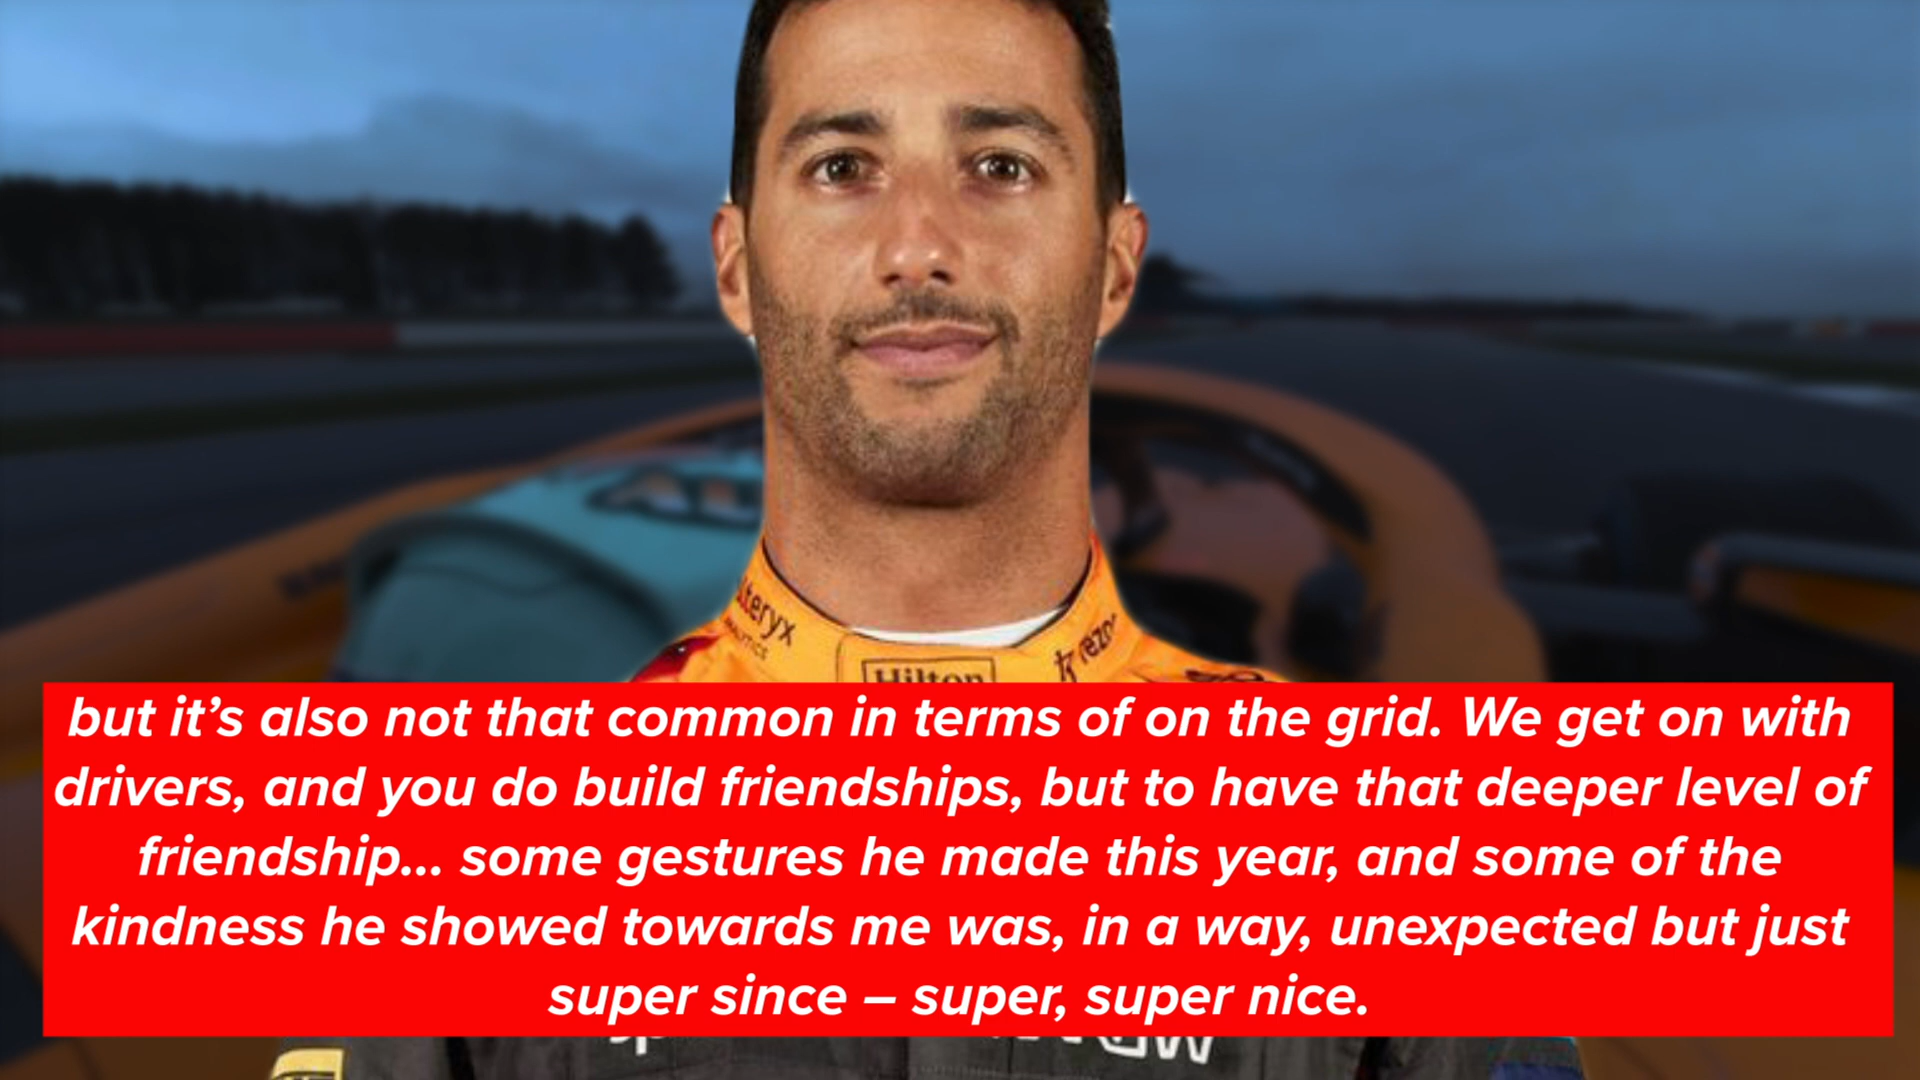 Hilton
but it’s also not that common in terms of on the grid. We get on with
drivers, and you do build friendships, but to have that deeper level of
friendship... some gestures he made this year, and some of the
kindness he showed towards me was, in a way, unexpected but just
super since – super, super nice.